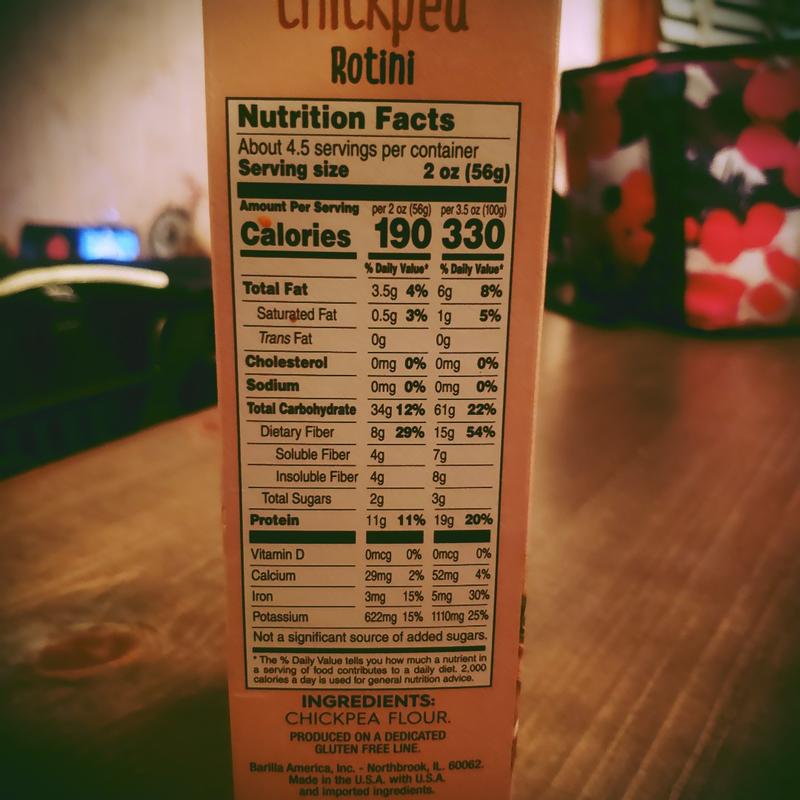 chickpea
Rotini
Nutrition Facts
About 4.5 servings per container
Serving size 2 oz (56g)
Amount Per Serving per 2 oz (56g) per 3.5 oz (100g)
Calories 190 330
% Daily Value* % Daily Value*
Total Fat 3.5g 4% 6g 8%
Saturated Fat 0.5g 3% 1g 5%
Trans Fat 0g 0g
Cholesterol 0mg 0% 0mg 0%
Sodium 0mg 0% 0mg 0%
Total Carbohydrate 34g 12% 61g 22%
Dietary Fiber 8g 29% 15g 54%
Soluble Fiber 4g 7g
Insoluble Fiber 4g 8g
Total Sugars 2g 3g
Protein 11g 11% 19g 20%
Vitamin D 0mcg 0% 0mcg 0%
Calcium 29mg 2% 52mg 4%
Iron 3mg 15% 5mg 30%
Potassium 622mg 15% 1110mg 25%
Not a significant source of added sugars.
* The % Daily Value tells you how much a nutrient in
a serving of food contributes to a daily diet. 2,000
calories a day is used for general nutrition advice.
INGREDIENTS:
CHICKPEA FLOUR.
PRODUCED ON A DEDICATED
GLUTEN FREE LINE.
Barilla America, Inc. - Northbrook, IL. 60062.
Made in the U.S.A. with U.S.A.
and imported ingredients.